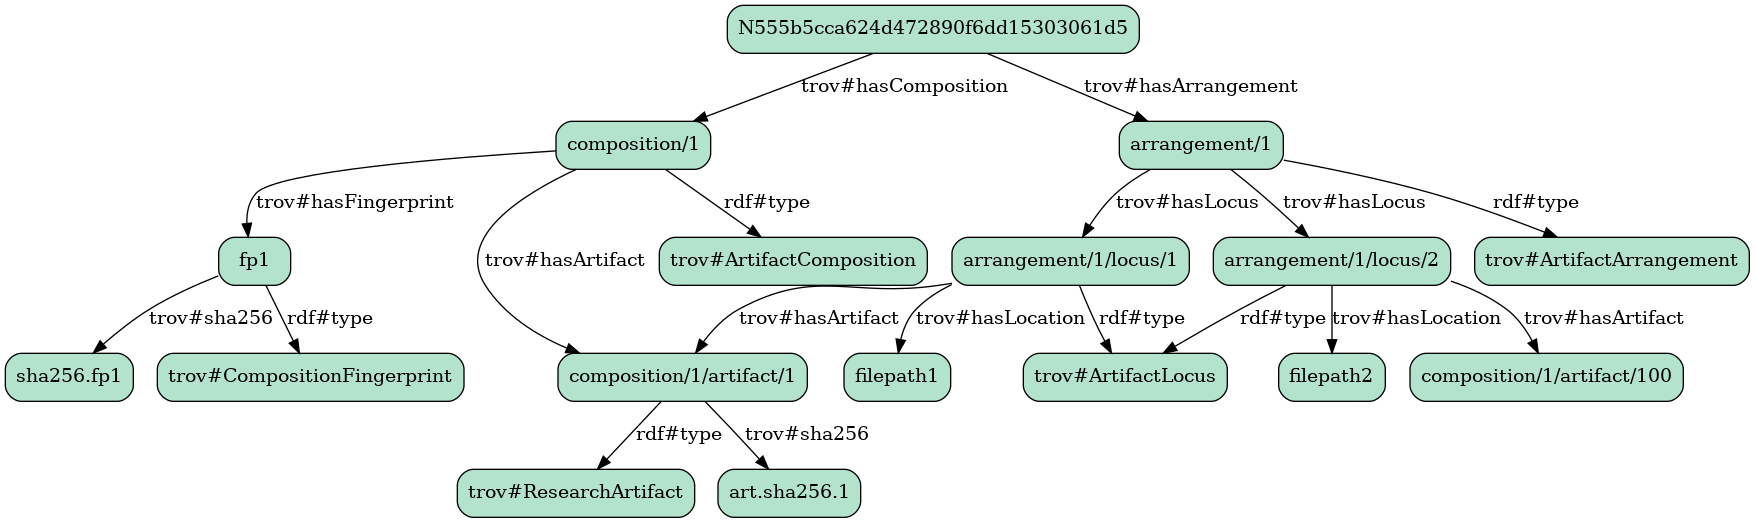 N555b5cca624d472890f6dd15303061d5
trov#hasComposition
trov#hasArrangement
composition/1
arrangement/1
trov#hasFingerprint
rdf#type
trov#hasLocus
trov#hasLocus
rdf#type
fp1
trov#hasArtifact
trov#ArtifactComposition
arrangement/1/locus/1
arrangement/1/locus/2
trov#ArtifactArrangement
trov#sha256
rdf#type
trov#hasArtifact
trov#hasLocation
rdf#type
rdf#type
trov#hasLocation
trov#hasArtifact
sha256.fp1
trov#CompositionFingerprint
composition/1/artifact/1
filepath1
trov#ArtifactLocus
filepath2
composition/1/artifact/100
rdf#type
trov#sha256
trov#ResearchArtifact
art.sha256.1